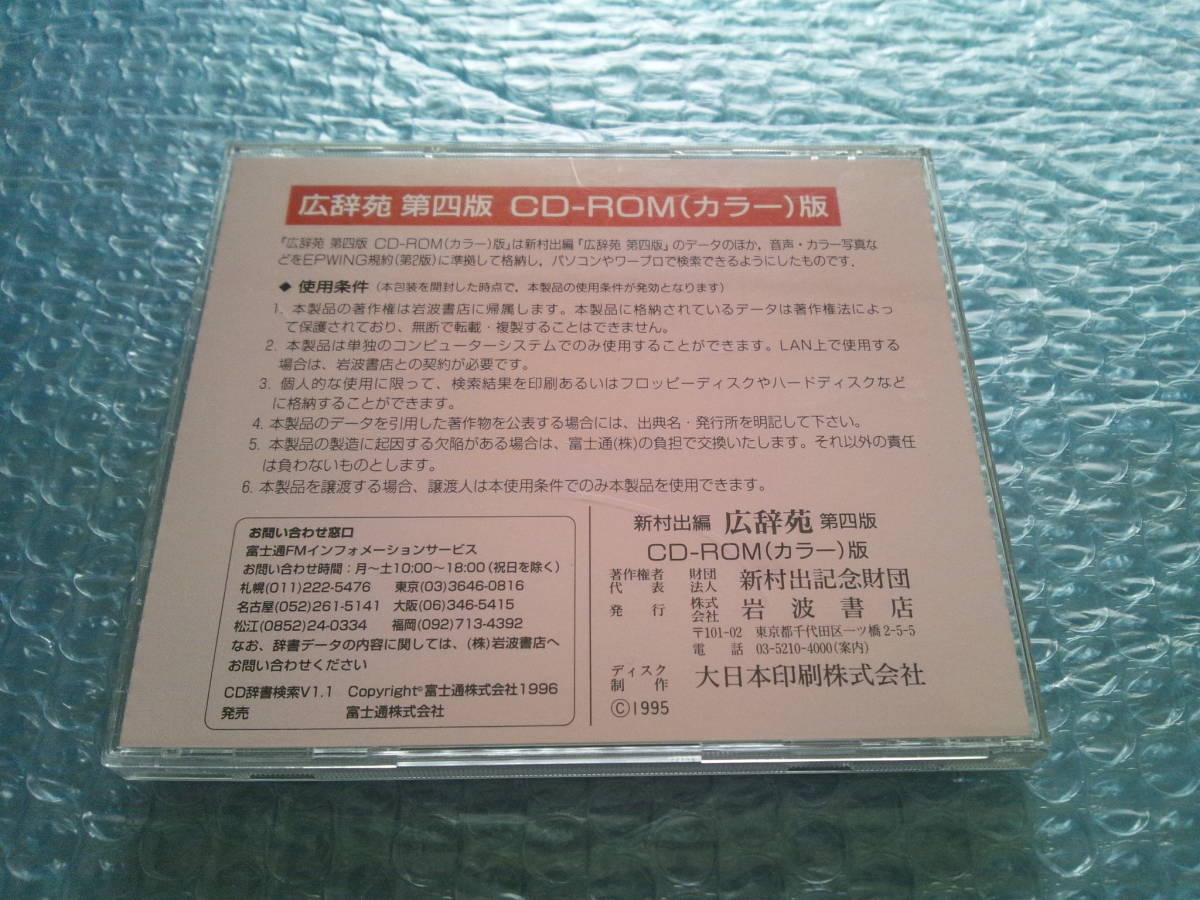 広辞苑 第四版 CD-ROM(カラー)版
『広辞苑 第四版 CD-ROM(カラー)版』は新村出編『広辞苑 第四版』のデータのほか，音声・カラー写真な
どをEPWING規約(第2版)に準拠して格納し，パソコンやワープロで検索できるようにしたものです．
◆ 使用条件 (本包装を開封した時点で，本製品の使用条件が発効となります)
1. 本製品の著作権は岩波書店に帰属します。本製品に格納されているデータは著作権法によっ
て保護されており、無断で転載・複製することはできません。
2. 本製品は単独のコンピューターシステムでのみ使用することができます。LAN上で使用する
場合は、岩波書店との契約が必要です。
3. 個人的な使用に限って、検索結果を印刷あるいはフロッピーディスクやハードディスクなど
に格納することができます。
4. 本製品のデータを引用した著作物を公表する場合には、出典名・発行所を明記して下さい。
5. 本製品の製造に起因する欠陥がある場合は、富士通(株)の負担で交換いたします。それ以外の責任
は負わないものとします。
6. 本製品を譲渡する場合、譲渡人は本使用条件でのみ本製品を使用できます。
お問い合わせ窓口
富士通FMインフォメーションサービス
お問い合わせ時間：月～土10:00～18:00(祝日を除く)
札幌(011)222-5476 東京(03)3646-0816
名古屋(052)261-5141 大阪(06)346-5415
松江(0852)24-0334 福岡(092)713-4392
なお、辞書データの内容に関しては、(株)岩波書店へ
お問い合わせください
CD辞書検索V1.1 Copyright©富士通株式会社1996
発売 富士通株式会社
新村出編 広辞苑 第四版
CD-ROM(カラー)版
著作権者代表 財団法人 新村出記念財団
発行 株式会社 岩波書店
〒101-02 東京都千代田区一ツ橋2-5-5
電話 03-5210-4000(案内)
ディスク制作 大日本印刷株式会社
©1995